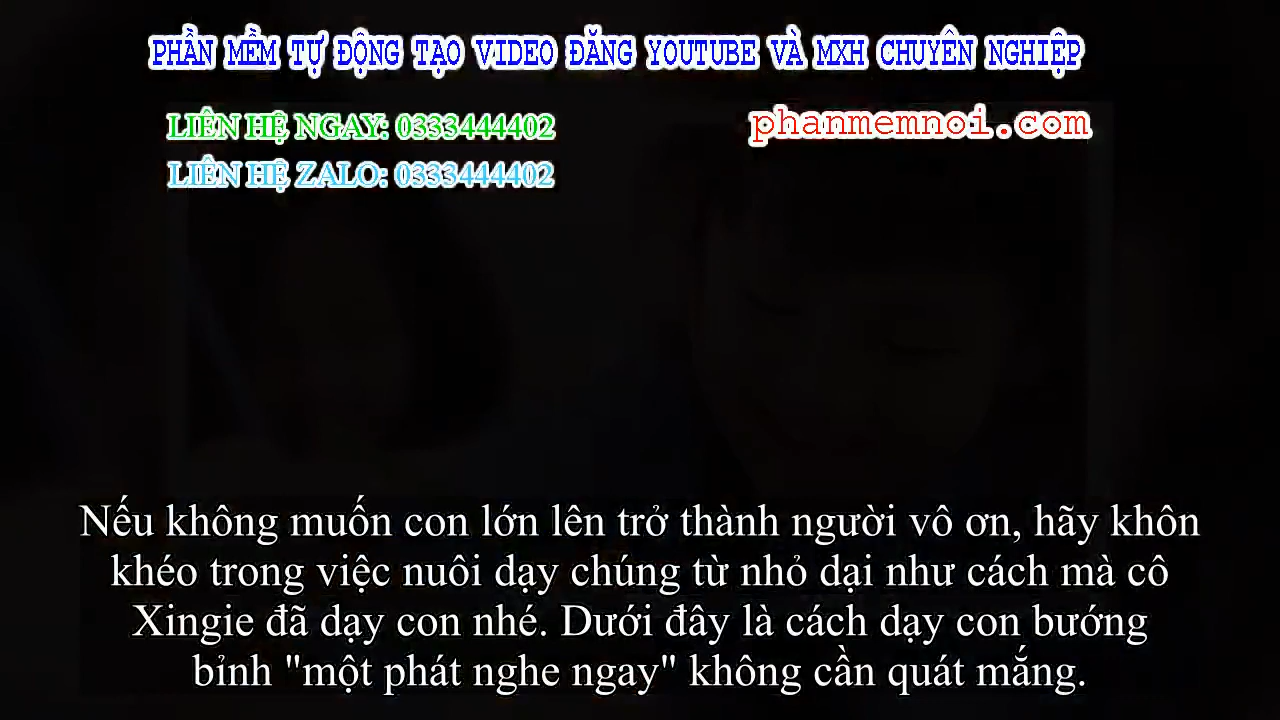 PHẦN MỀM TỰ ĐỘNG TẠO VIDEO ĐĂNG YOUTUBE VÀ MXH CHUYÊN NGHIỆP
LIÊN HỆ NGAY: 0333444402
phanmemnoi.com
LIÊN HỆ ZALO: 0333444402
Nếu không muốn con lớn lên trở thành người vô ơn, hãy khôn
khéo trong việc nuôi dạy chúng từ nhỏ dại như cách mà cô
Xingie đã dạy con nhé. Dưới đây là cách dạy con bướng
bỉnh "một phát nghe ngay" không cần quát mắng.